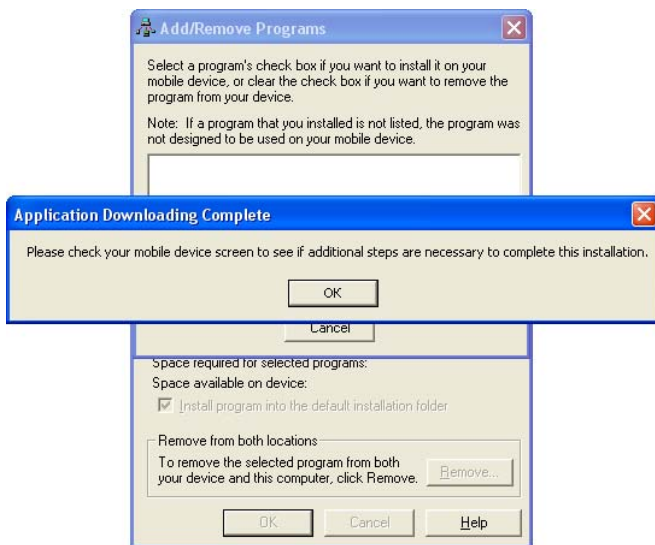 Add/Remove Programs
Select a program's check box if you want to install it on your
mobile device, or clear the check box if you want to remove the
program from your device.
Note: If a program that you installed is not listed, the program was
not designed to be used on your mobile device.
Application Downloading Complete
Please check your mobile device screen to see if additional steps are necessary to complete this installation.
OK
Cancel
Space required for selected programs:
Space available on device:
Install program into the default installation folder
Remove from both locations
To remove the selected program from both
your device and this computer, click Remove.
Remove...
OK Cancel Help